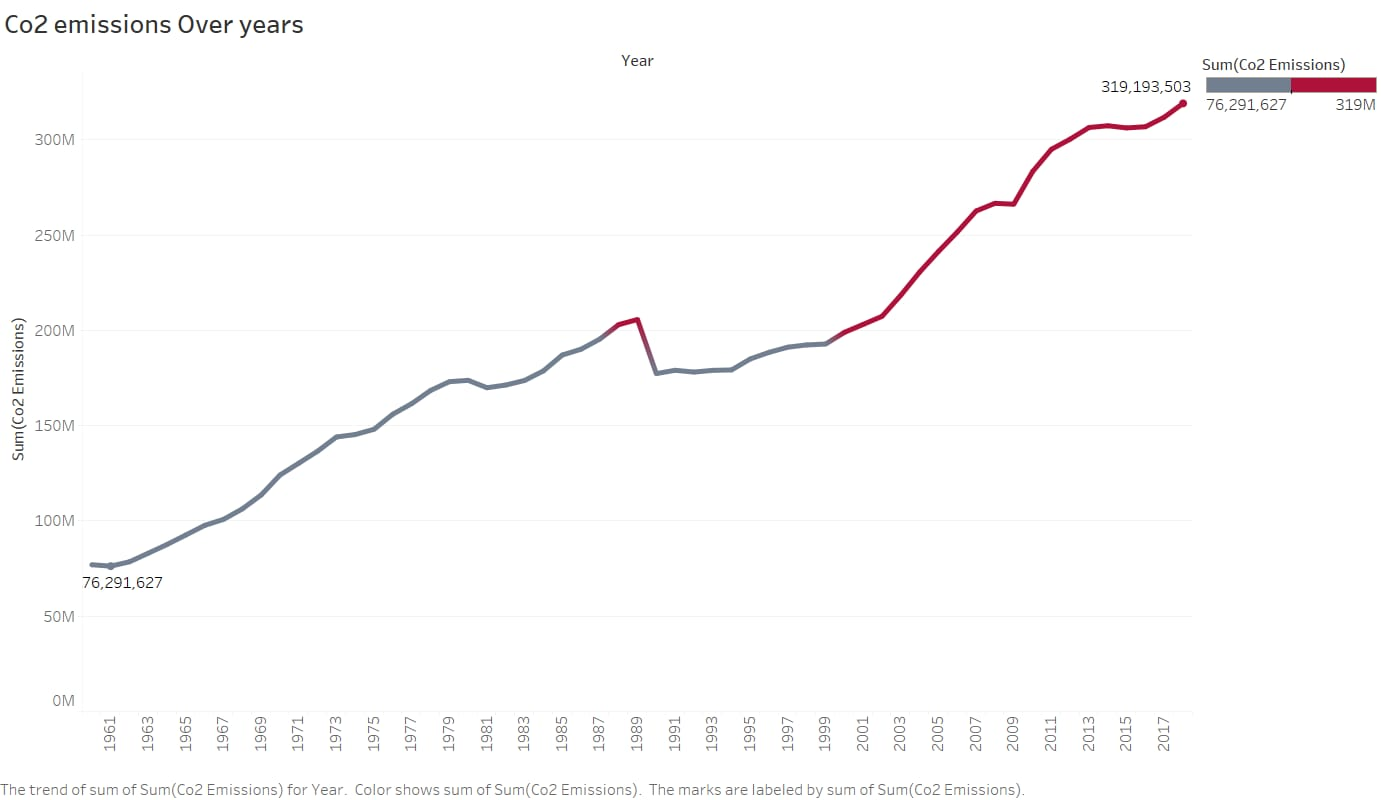 Co2 emissions Over years
Year
Sum(Co2 Emissions)
76,291,627 319M
319,193,503
300M
250M
200M
150M
100M
50M
0M
Sum(Co2 Emissions)
76,291,627
1961 1963 1965 1967 1969 1971 1973 1975 1977 1979 1981 1983 1985 1987 1989 1991 1993 1995 1997 1999 2001 2003 2005 2007 2009 2011 2013 2015 2017
The trend of sum of Sum(Co2 Emissions) for Year. Color shows sum of Sum(Co2 Emissions). The marks are labeled by sum of Sum(Co2 Emissions).